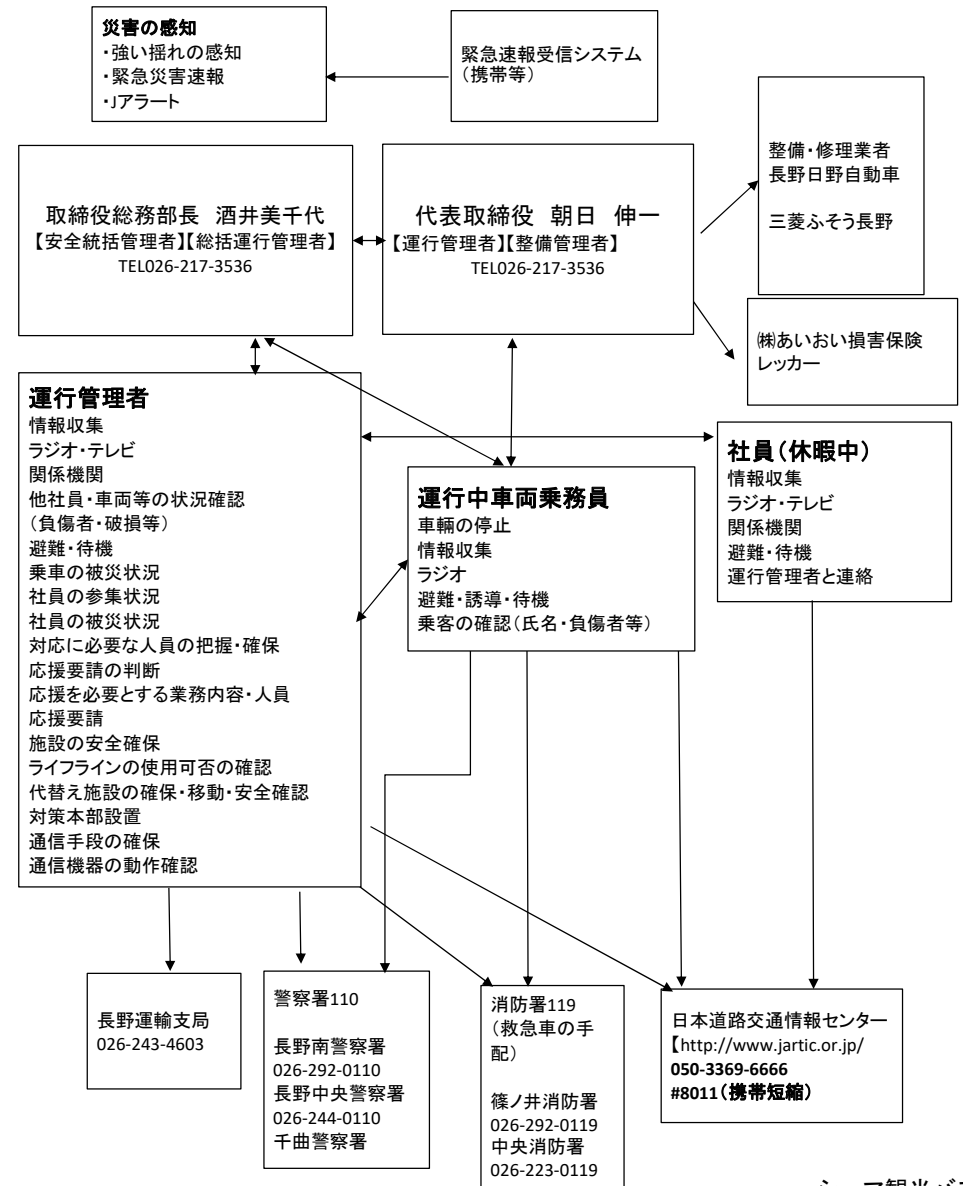 災害の感知
・強い揺れの感知
・緊急災害速報
・Jアラート
緊急速報受信システム
(携帯等)
整備・修理業者
長野日野自動車
三菱ふそう長野
取締役総務部長 酒井美千代
【安全統括管理者】【総括運行管理者】
TEL026-217-3536
代表取締役 朝日 伸一
【運行管理者】【整備管理者】
TEL026-217-3536
㈱あいおい損害保険
レッカー
運行管理者
情報収集
ラジオ・テレビ
関係機関
他社員・車両等の状況確認
(負傷者・破損等)
避難・待機
乗車の被災状況
社員の参集状況
社員の被災状況
対応に必要な人員の把握・確保
応援要請の判断
応援を必要とする業務内容・人員
応援要請
施設の安全確保
ライフラインの使用可否の確認
代替え施設の確保・移動・安全確認
対策本部設置
通信手段の確保
通信機器の動作確認
運行中車両乗務員
車輛の停止
情報収集
ラジオ
避難・誘導・待機
乗客の確認(氏名・負傷者等)
社員(休暇中)
情報収集
ラジオ・テレビ
関係機関
避難・待機
運行管理者と連絡
長野運輸支局
026-243-4603
警察署110
長野南警察署
026-292-0110
長野中央警察署
026-244-0110
千曲警察署
消防署119
(救急車の手
配)
篠ノ井消防署
026-292-0119
中央消防署
026-223-0119
日本道路交通情報センター
【http://www.jartic.or.jp/
050-3369-6666
#8011(携帯短縮)